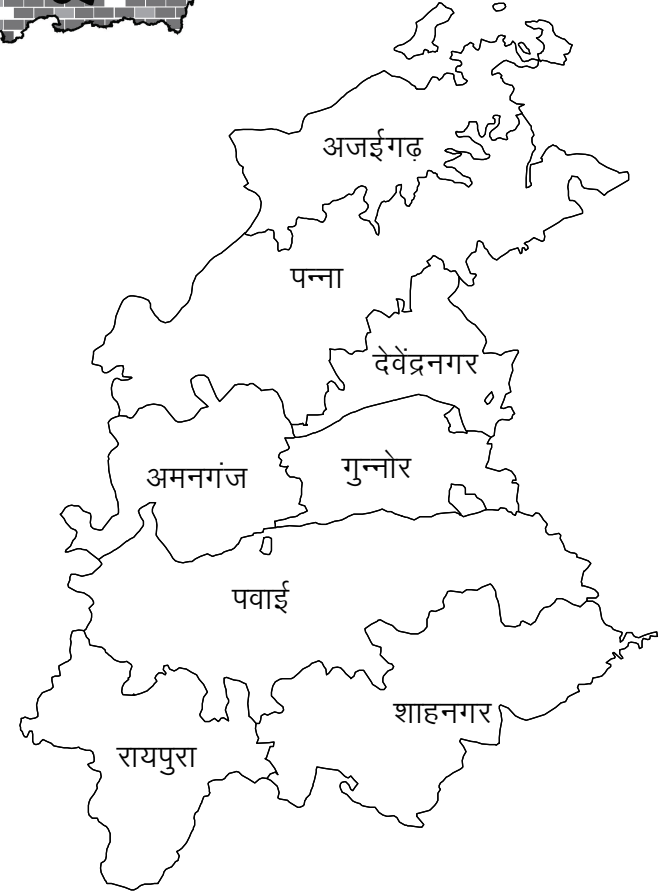 अजईगढ़
पन्ना
देवेंद्रनगर
अमनगंज
गुन्नोर
पवाई
शाहनगर
रायपुरा